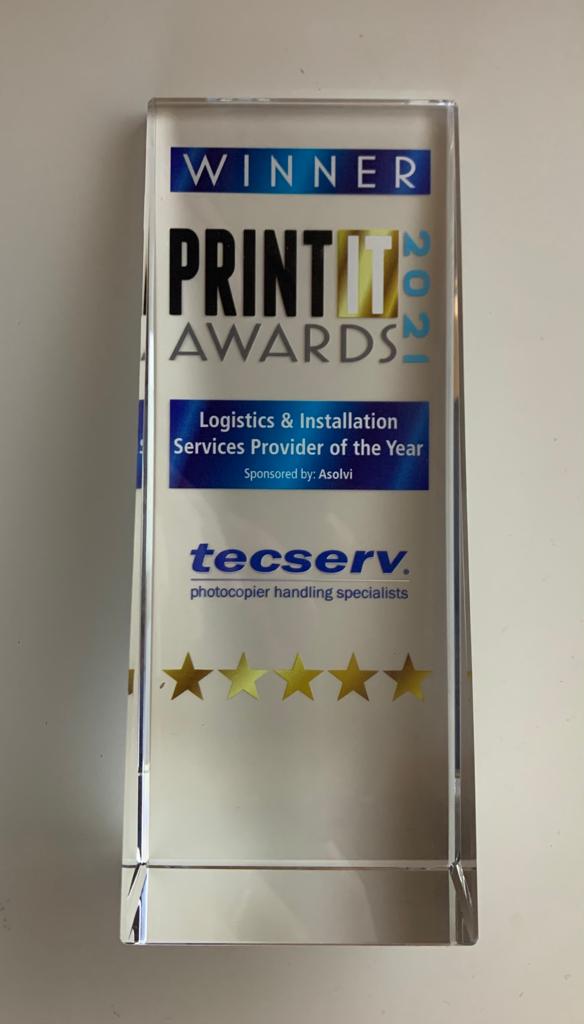 WINNER
PRINT IT
AWARDS
2021
Logistics & Installation
Services Provider of the Year
Sponsored by: Asolvi
tecserv.
photocopier handling specialists